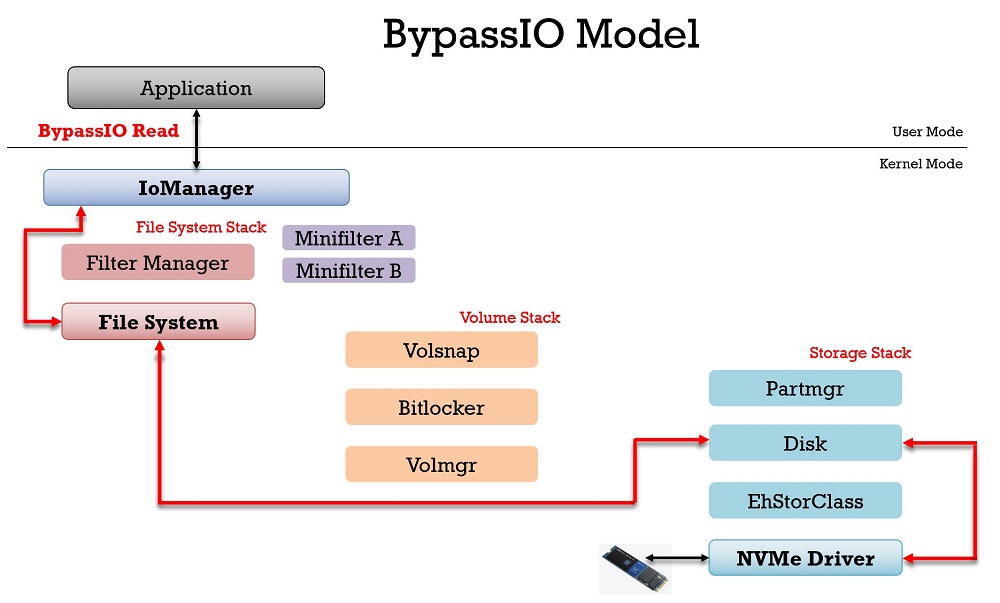 BypassIO Model
Application
BypassIO Read
User Mode
Kernel Mode
IoManager
File System Stack
Filter Manager
Minifilter A
Minifilter B
File System
Volume Stack
Volsnap
Bitlocker
Volmgr
Storage Stack
Partmgr
Disk
EhStorClass
NVMe Driver